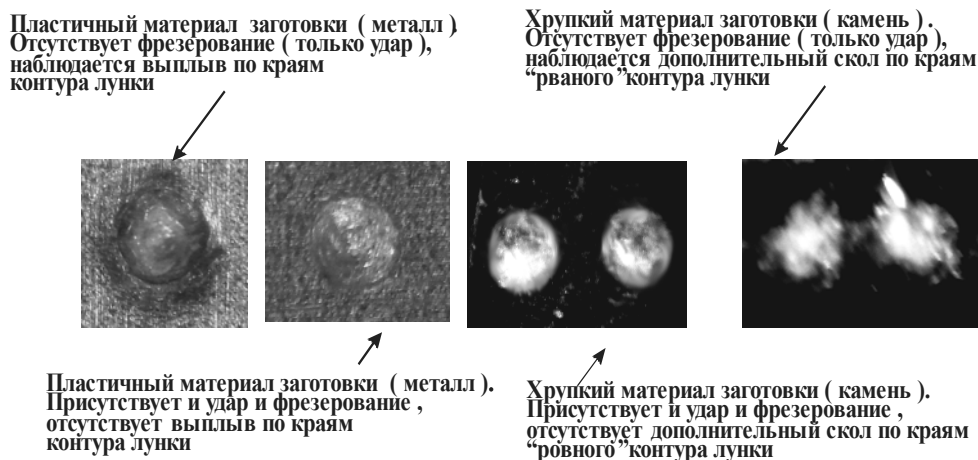 Пластичный материал заготовки ( металл ).
Отсутствует фрезерование ( только удар ),
наблюдается выплыв по краям
контура лунки
Хрупкий материал заготовки ( камень ) .
Отсутствует фрезерование ( только удар ),
наблюдается дополнительный скол по краям
“рваного”контура лунки
Пластичный материал заготовки ( металл ).
Присутствует и удар и фрезерование ,
отсутствует выплыв по краям
контура лунки
Хрупкий материал заготовки ( камень ).
Присутствует и удар и фрезерование ,
отсутствует дополнительный скол по краям
“ровного”контура лунки